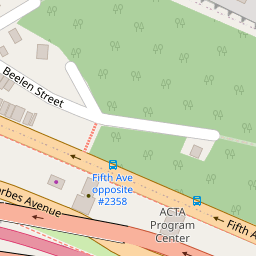 Beelen Street
Fifth Ave
opposite
#2358
Fifth A
orbes Avenue
ACTA
Program
Center